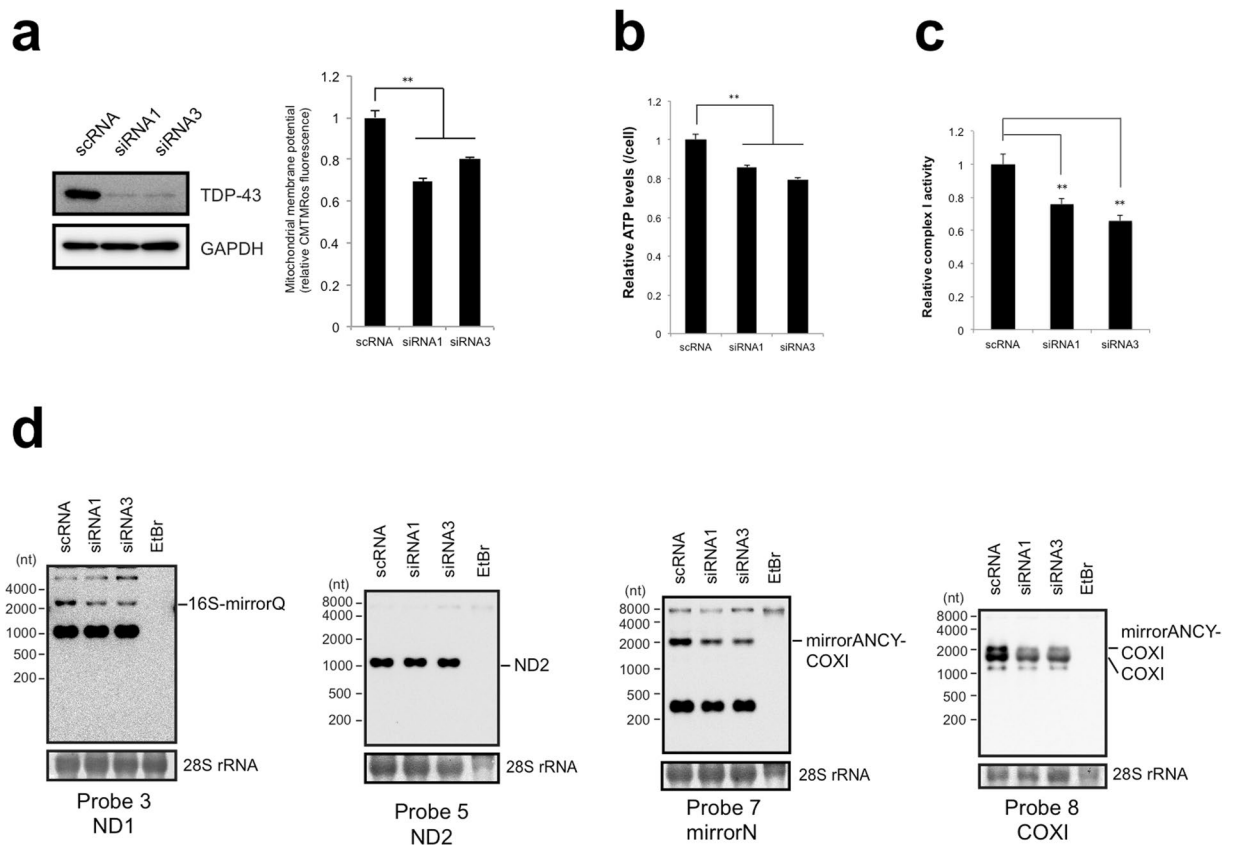 a
scRNA
siRNA1
siRNA3
TDP-43
GAPDH
Mitochondrial membrane potential
(relative CMTMRos fluorescence)
1.2
1
0.8
0.6
0.4
0.2
0
**
scRNA siRNA1 siRNA3
b
Relative ATP levels (/cell)
1.2
1
0.8
0.6
0.4
0.2
0
**
scRNA siRNA1 siRNA3
c
Relative complex I activity
1.2
1
0.8
0.6
0.4
0.2
0
**
**
scRNA siRNA1 siRNA3
d
scRNA
siRNA1
siRNA3
EtBr
(nt)
4000
2000
1000
500
200
16S-mirrorQ
28S rRNA
Probe 3
ND1
scRNA
siRNA1
siRNA3
EtBr
(nt)
8000
4000
2000
1000
500
200
ND2
28S rRNA
Probe 5
ND2
scRNA
siRNA1
siRNA3
EtBr
(nt)
8000
4000
2000
1000
500
200
mirrorANCY-
COXI
28S rRNA
Probe 7
mirrorN
scRNA
siRNA1
siRNA3
EtBr
(nt)
8000
4000
2000
1000
500
200
mirrorANCY-
COXI
COXI
28S rRNA
Probe 8
COXI